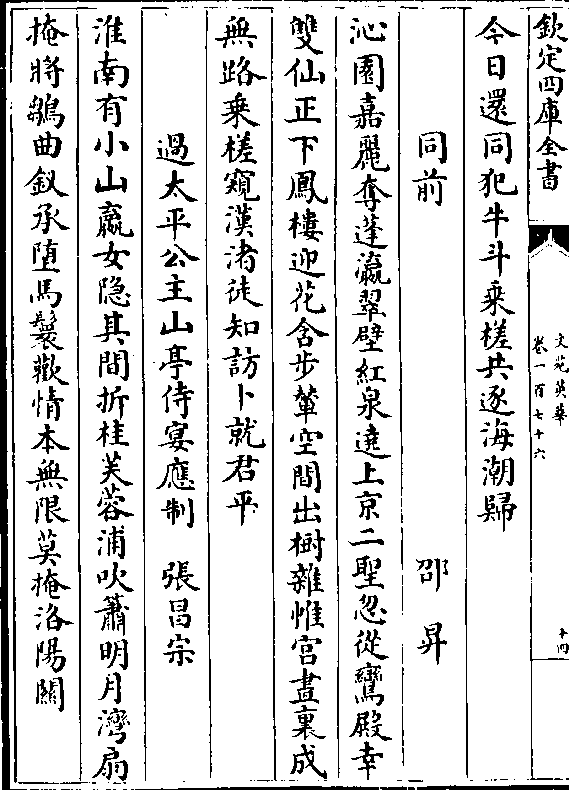 欽定四庫全書
文苑英華
卷一百七十六
十四
今日還同犯牛斗乘槎共逐海潮歸
同前 邵昇
沁園嘉麗奪蓬瀛翠壁紅泉遶上京二聖忽從鸞殿幸
雙仙正下鳳樓迎花含步輦空間出樹雜帷宮畫裏成
無路乘槎窺漢渚徒知訪卜就君平
過太平公主山亭侍宴應制 張昌宗
淮南有小山嬴女隱其間折桂芙蓉浦吹簫明月灣扇
掩將鶵曲釵承墮馬鬟歡情本無限莫掩洛陽關